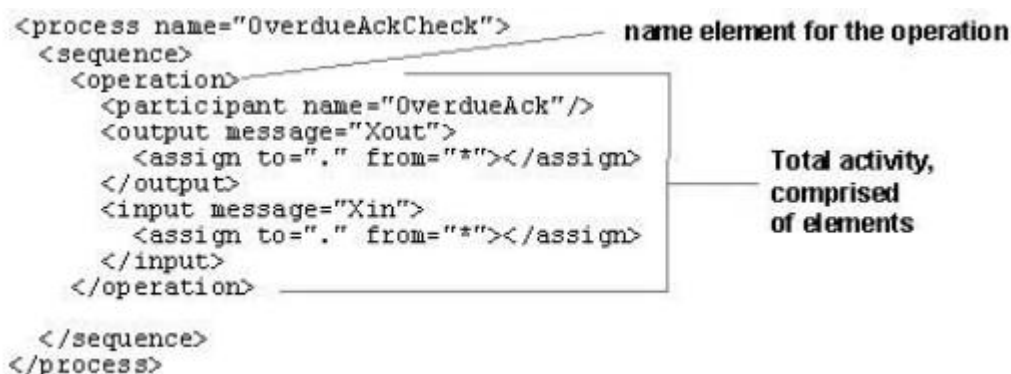 <process name="OverdueAckCheck">
name element for the operation
<sequence>
<operation>
<participant name="OverdueAck"/>
<output message="Xout">
<assign to="." from="*"></assign>
</output>
<input message="Xin">
<assign to="." from="*"></assign>
</input>
</operation>
Total activity,
comprised
of elements
</sequence>
</process>